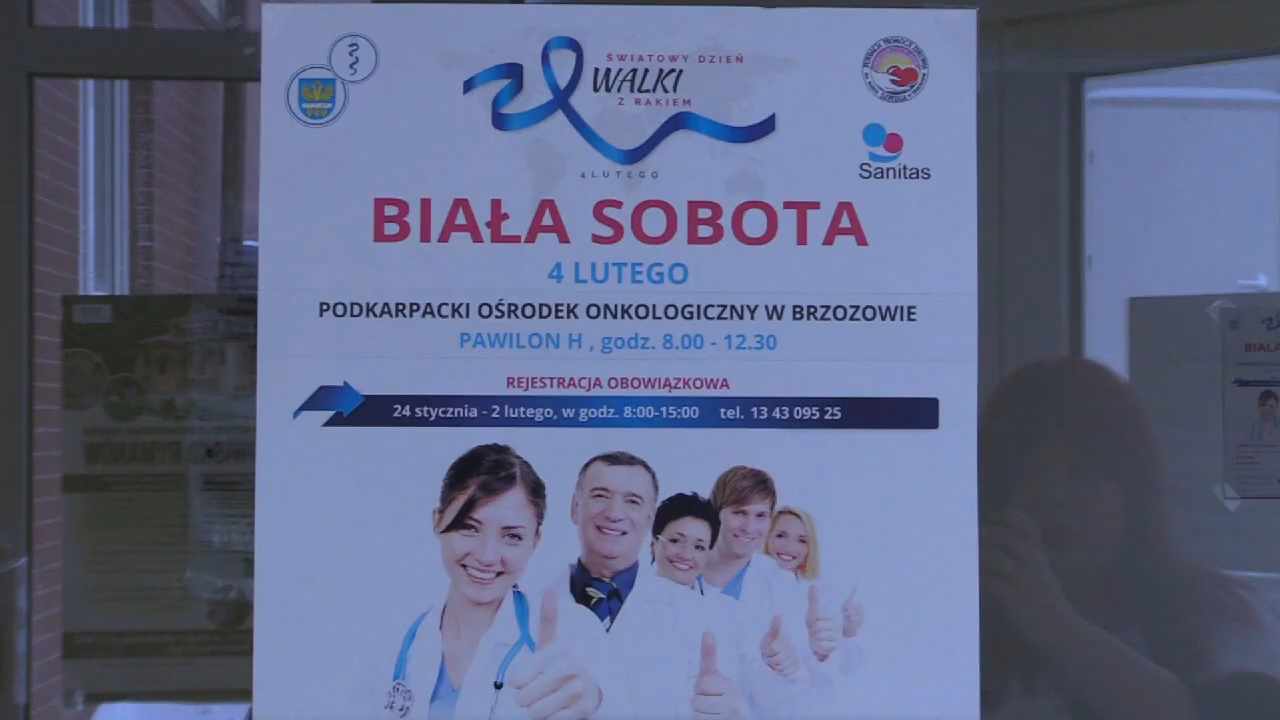 ŚWIATOWY DZIEŃ
WALKI
Z RAKIEM
4 LUTEGO
Sanitas
BIAŁA SOBOTA
4 LUTEGO
PODKARPACKI OŚRODEK ONKOLOGICZNY W BRZOZOWIE
PAWILON H , godz. 8.00 - 12.30
REJESTRACJA OBOWIĄZKOWA
24 stycznia - 2 lutego, w godz. 8:00-15:00 tel. 13 43 095 25